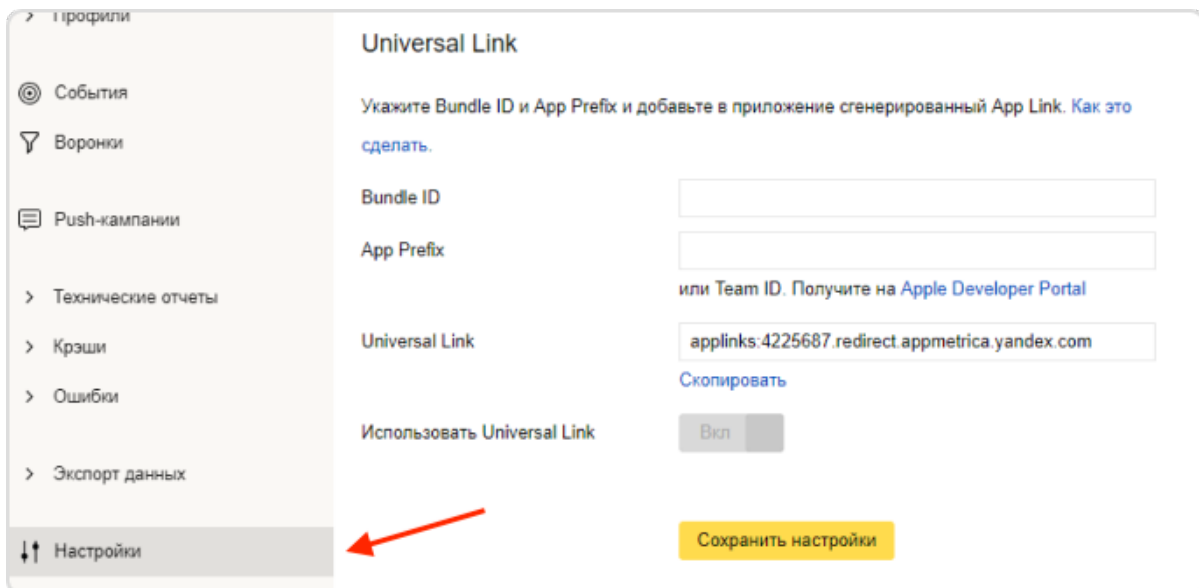 Профили
События
Воронки
Push-кампании
Технические отчеты
Крэши
Ошибки
Экспорт данных
Настройки
Universal Link
Укажите Bundle ID и App Prefix и добавьте в приложение сгенерированный App Link. Как это
сделать.
Bundle ID
App Prefix
или Team ID. Получите на Apple Developer Portal
Universal Link
applinks:4225687.redirect.appmetrica.yandex.com
Скопировать
Использовать Universal Link
Вкл
Сохранить настройки